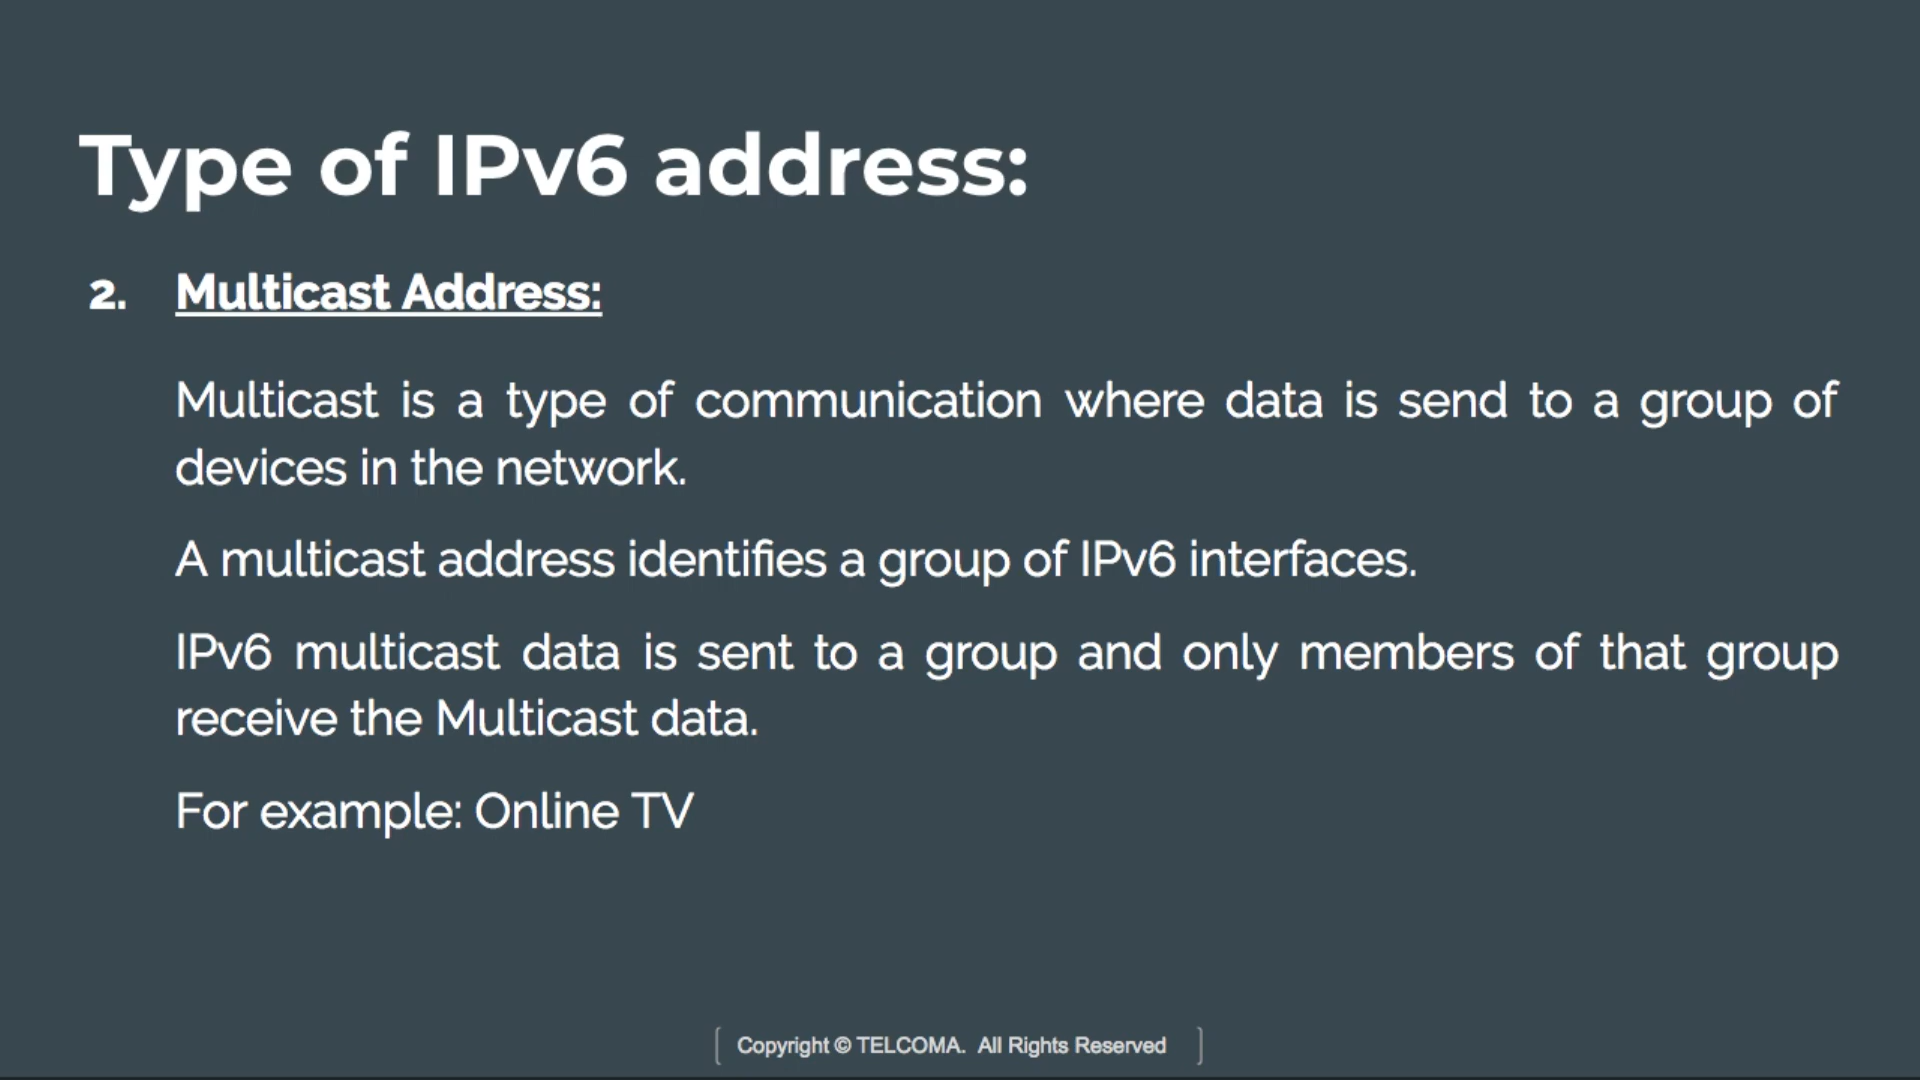 Type of IPv6 address:
2. Multicast Address:
Multicast is a type of communication where data is send to a group of
devices in the network.
A multicast address identifies a group of IPv6 interfaces.
IPv6 multicast data is sent to a group and only members of that group
receive the Multicast data.
For example: Online TV
Copyright © TELCOMA. All Rights Reserved